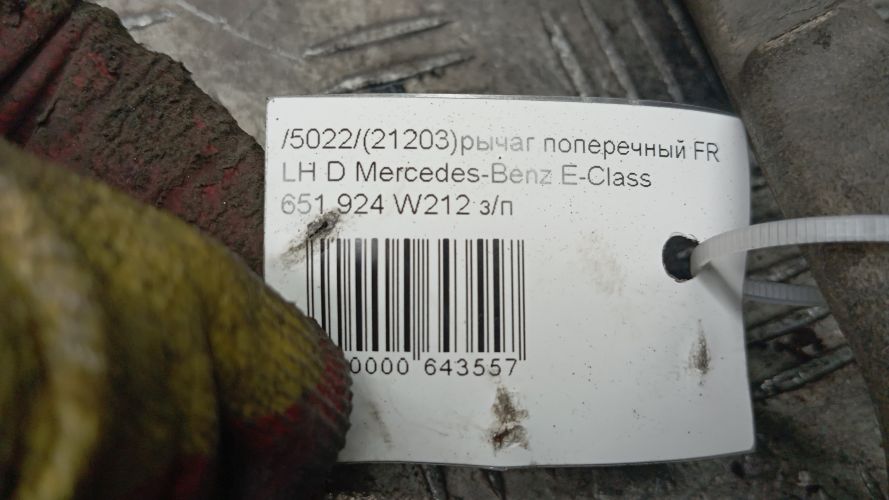 /5022/(21203)рычаг поперечный FR
LH D Mercedes-Benz E-Class
651.924 W212 з/п
0000 643557